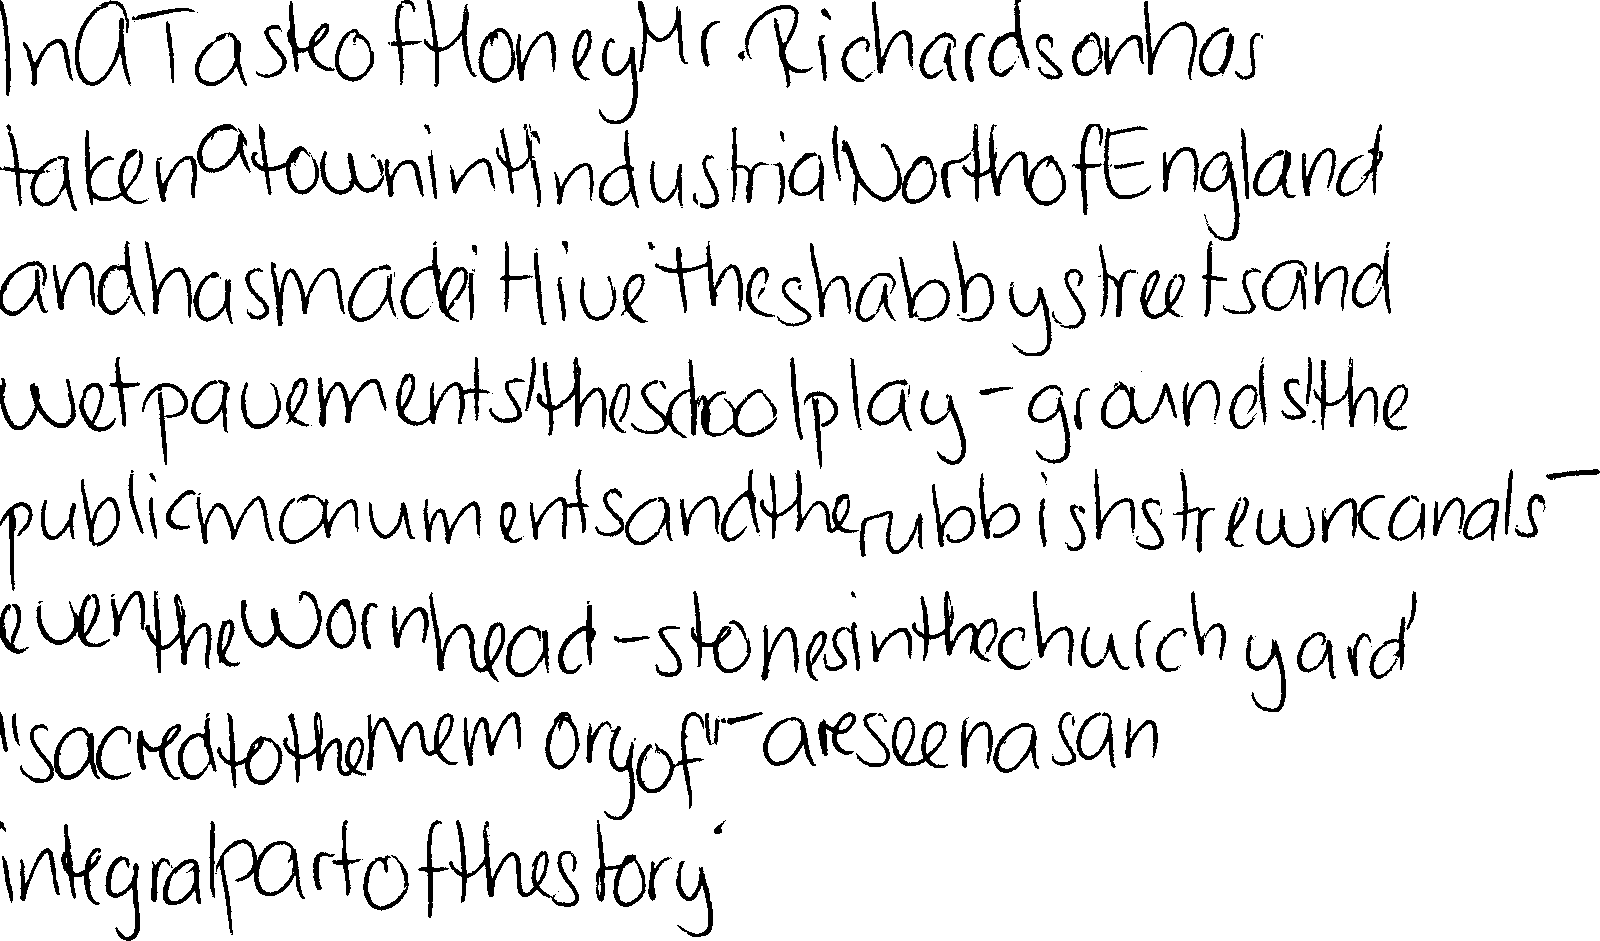 In A Taste of Honey Mr. Richardson has
taken a town in t' industrial North of England
and has made it live: the shabby streets and
wet pavements, the school play-grounds, the
public monuments and the rubbish strewn canals -
even the worn head-stones in the churchyard,
"sacred to the memory of" - are seen as an
integral part of the story.